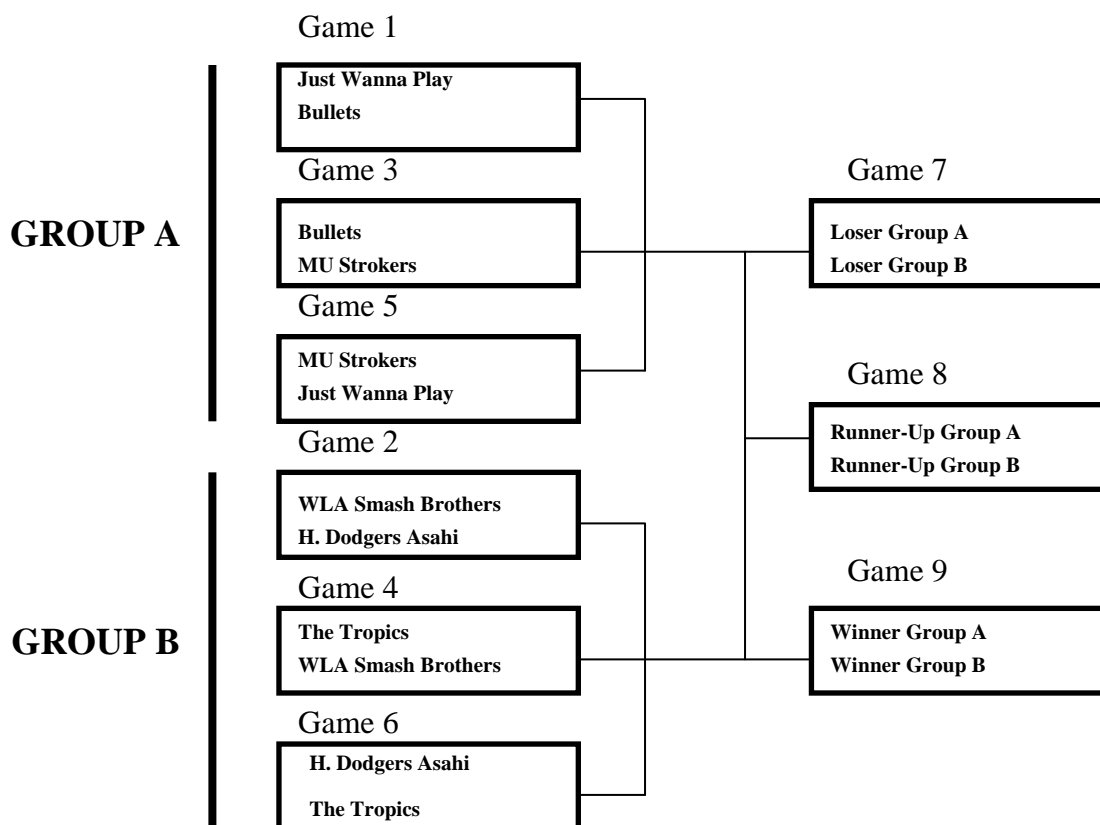 Game 1
Just Wanna Play
Bullets
Game 3
GROUP A
Bullets
MU Strokers
Game 5
MU Strokers
Just Wanna Play
Game 2
WLA Smash Brothers
H. Dodgers Asahi
Game 4
GROUP B
The Tropics
WLA Smash Brothers
Game 6
H. Dodgers Asahi
The Tropics
Game 7
Loser Group A
Loser Group B
Game 8
Runner-Up Group A
Runner-Up Group B
Game 9
Winner Group A
Winner Group B